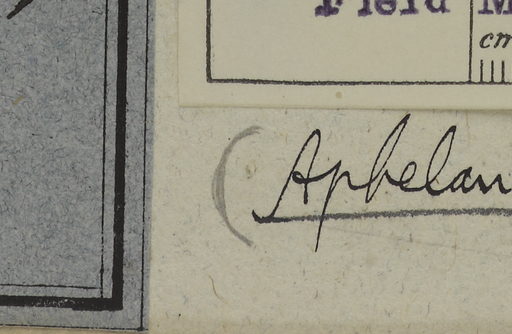 Field M
cm
(Aphelan